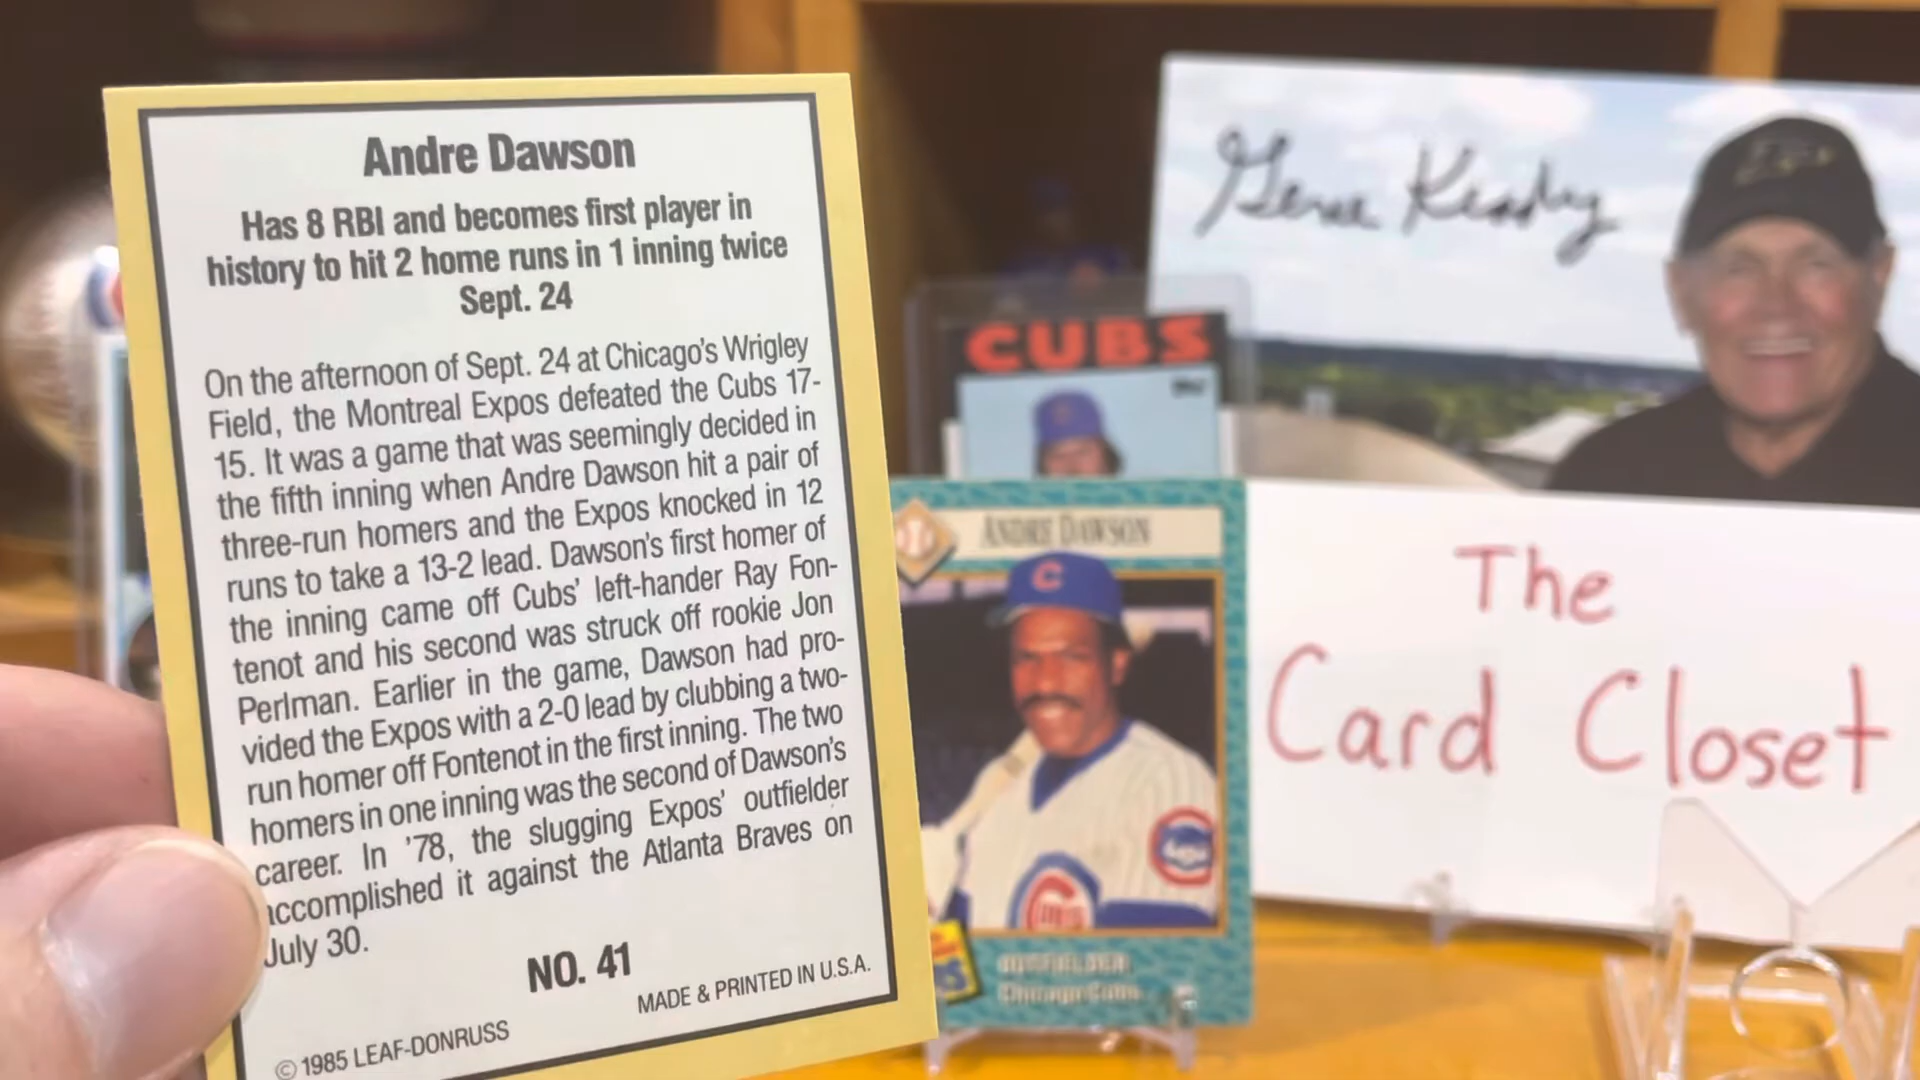 Andre Dawson
Has 8 RBI and becomes first player in
history to hit 2 home runs in 1 inning twice
Sept. 24
On the afternoon of Sept. 24 at Chicago's Wrigley
Field, the Montreal Expos defeated the Cubs 17-
15. It was a game that was seemingly decided in
the fifth inning when Andre Dawson hit a pair of
three-run homers and the Expos knocked in 12
runs to take a 13-2 lead. Dawson's first homer of
the inning came off Cubs' left-hander Ray Fon-
tenot and his second was struck off rookie Jon
Perlman. Earlier in the game, Dawson had pro-
vided the Expos with a 2-0 lead by clubbing a two-
run homer off Fontenot in the first inning. The two
homers in one inning was the second of Dawson's
career. In '78, the slugging Expos' outfielder
accomplished it against the Atlanta Braves on
July 30.
NO. 41
MADE & PRINTED IN U.S.A.
© 1985 LEAF-DONRUSS
Gene Keady
CUBS
ANDRE DAWSON
C
OUTFIELDER
Chicago Cubs
The
Card Closet